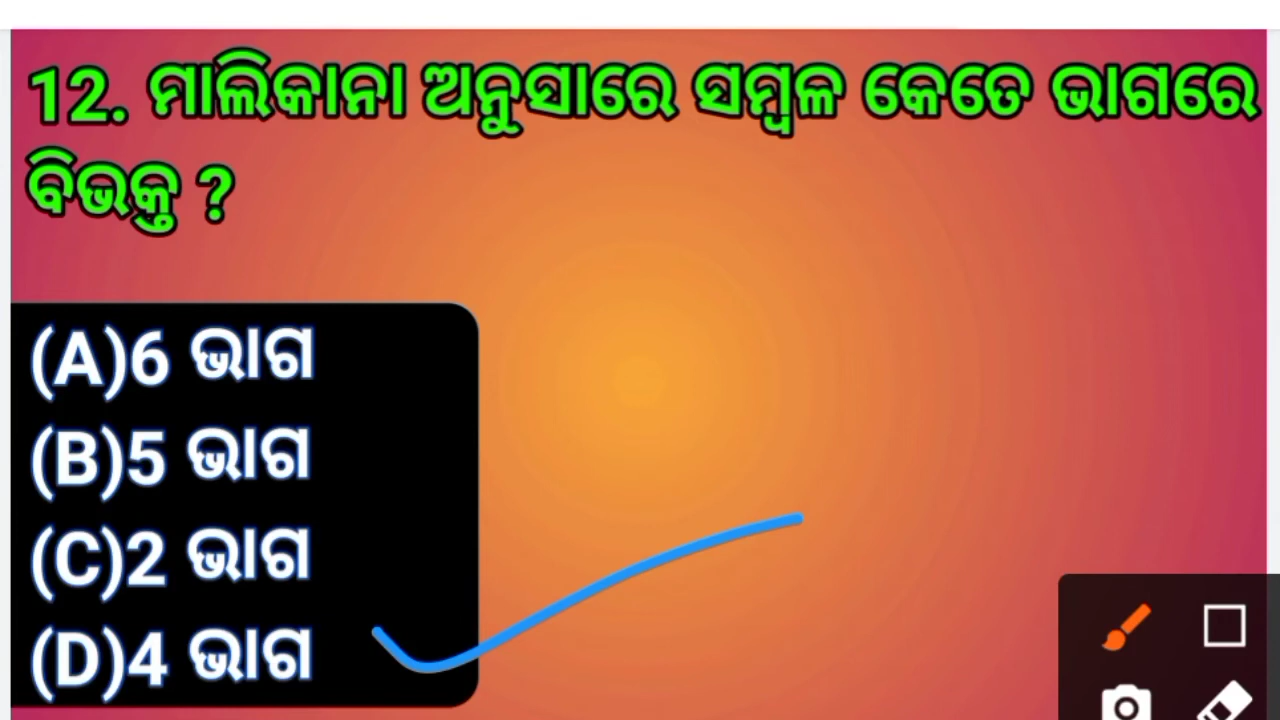 12. ମାଲିକାନା ଅନୁସାରେ ସମ୍ବଳ କେତେ ଭାଗରେ
ବିଭକ୍ତ ?
(A)6 ଭାଗ
(B)5 ଭାଗ
(C)2 ଭାଗ
(D)4 ଭାଗ